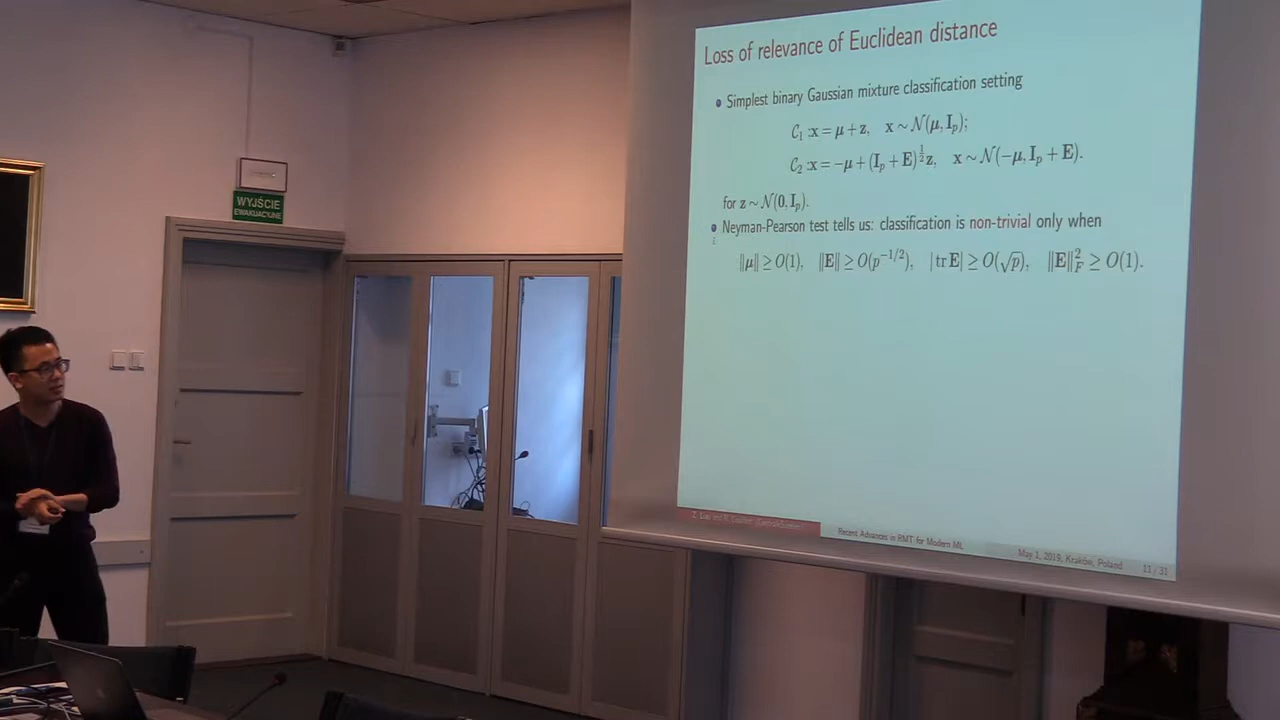 WYJŚCIE
EWAKUACYJNE
Loss of relevance of Euclidean distance
Simplest binary Gaussian mixture classification setting
𝒞₁ : x = μ + z, x ∼ 𝒩(μ, Iₚ);
𝒞₂ : x = −μ + (Iₚ + E)^{1/2} z, x ∼ 𝒩(−μ, Iₚ + E).
for z ∼ 𝒩(0, Iₚ).
Neyman-Pearson test tells us: classification is non-trivial only when
‖μ‖ ≥ O(1), ‖E‖ ≥ O(p^{−1/2}), |tr E| ≥ O(√p), ‖E‖²_F ≥ O(1).
Recent Advances in RMT for Modern ML
May 1, 2019, Kraków, Poland
11 / 31